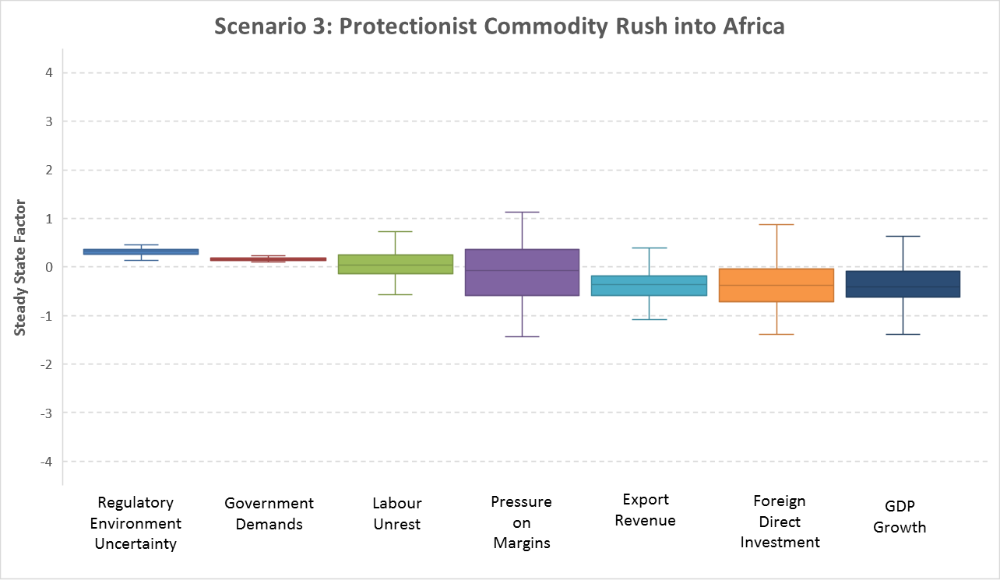 Scenario 3: Protectionist Commodity Rush into Africa
Steady State Factor
4
3
2
1
0
-1
-2
-3
-4
Regulatory
Environment
Uncertainty
Government
Demands
Labour
Unrest
Pressure
on
Margins
Export
Revenue
Foreign
Direct
Investment
GDP
Growth